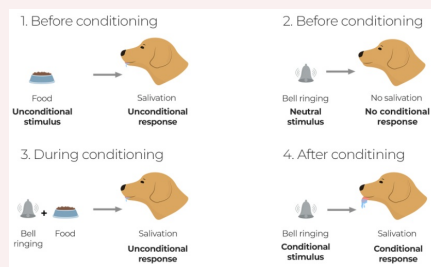 1. Before conditioning
Food
Unconditional
stimulus
Salivation
Unconditional
response
2. Before conditioning
Bell ringing
Neutral
stimulus
No salivation
No conditional
response
3. During conditioning
+
Bell
ringing
Food
Salivation
Unconditional
response
4. After conditining
Bell ringing
Conditional
stimulus
Salivation
Conditional
response